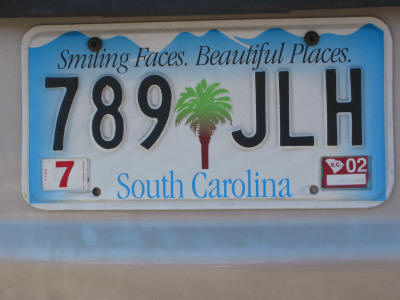 Smiling Faces. Beautiful Places.
789 JLH
7 S.C. 02
South Carolina